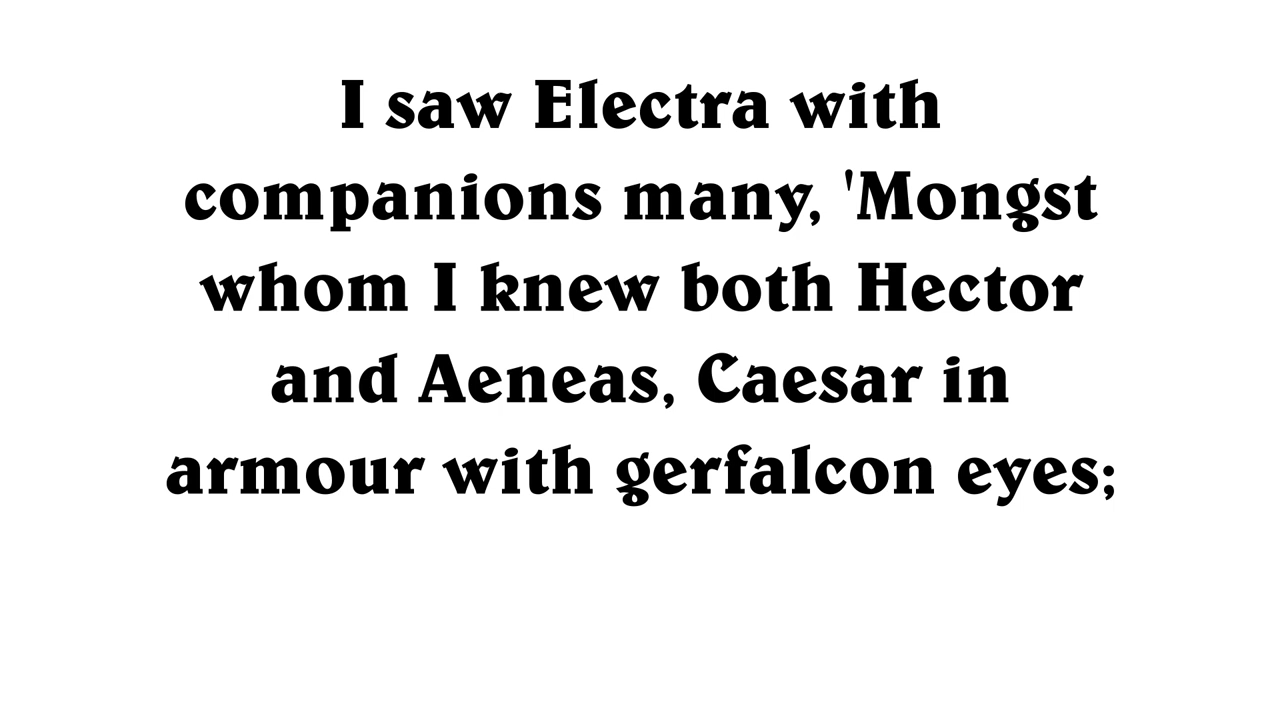 I saw Electra with
companions many, 'Mongst
whom I knew both Hector
and Aeneas, Caesar in
armour with gerfalcon eyes;